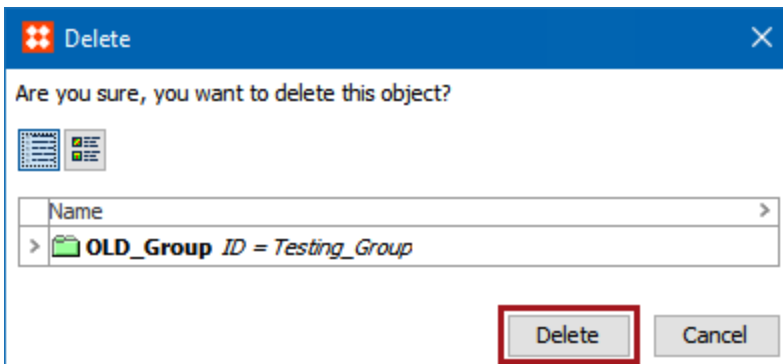 Delete
Are you sure, you want to delete this object?
Name
OLD_Group ID = Testing_Group
Delete Cancel